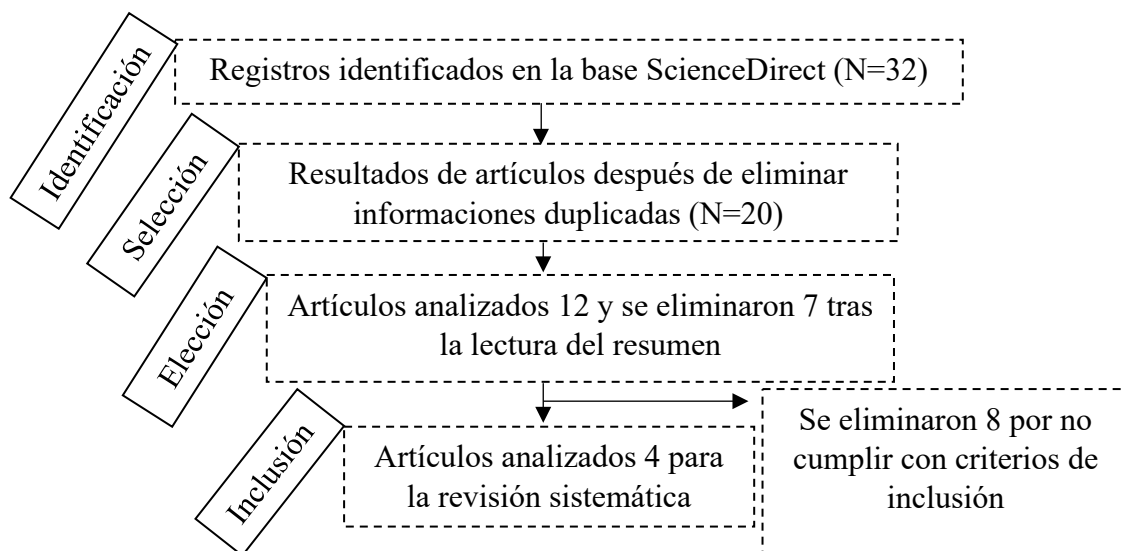 Identificación
Registros identificados en la base ScienceDirect (N=32)
Selección
Resultados de artículos después de eliminar
informaciones duplicadas (N=20)
Elección
Artículos analizados 12 y se eliminaron 7 tras
la lectura del resumen
Inclusión
Artículos analizados 4 para
la revisión sistemática
Se eliminaron 8 por no
cumplir con criterios de
inclusión